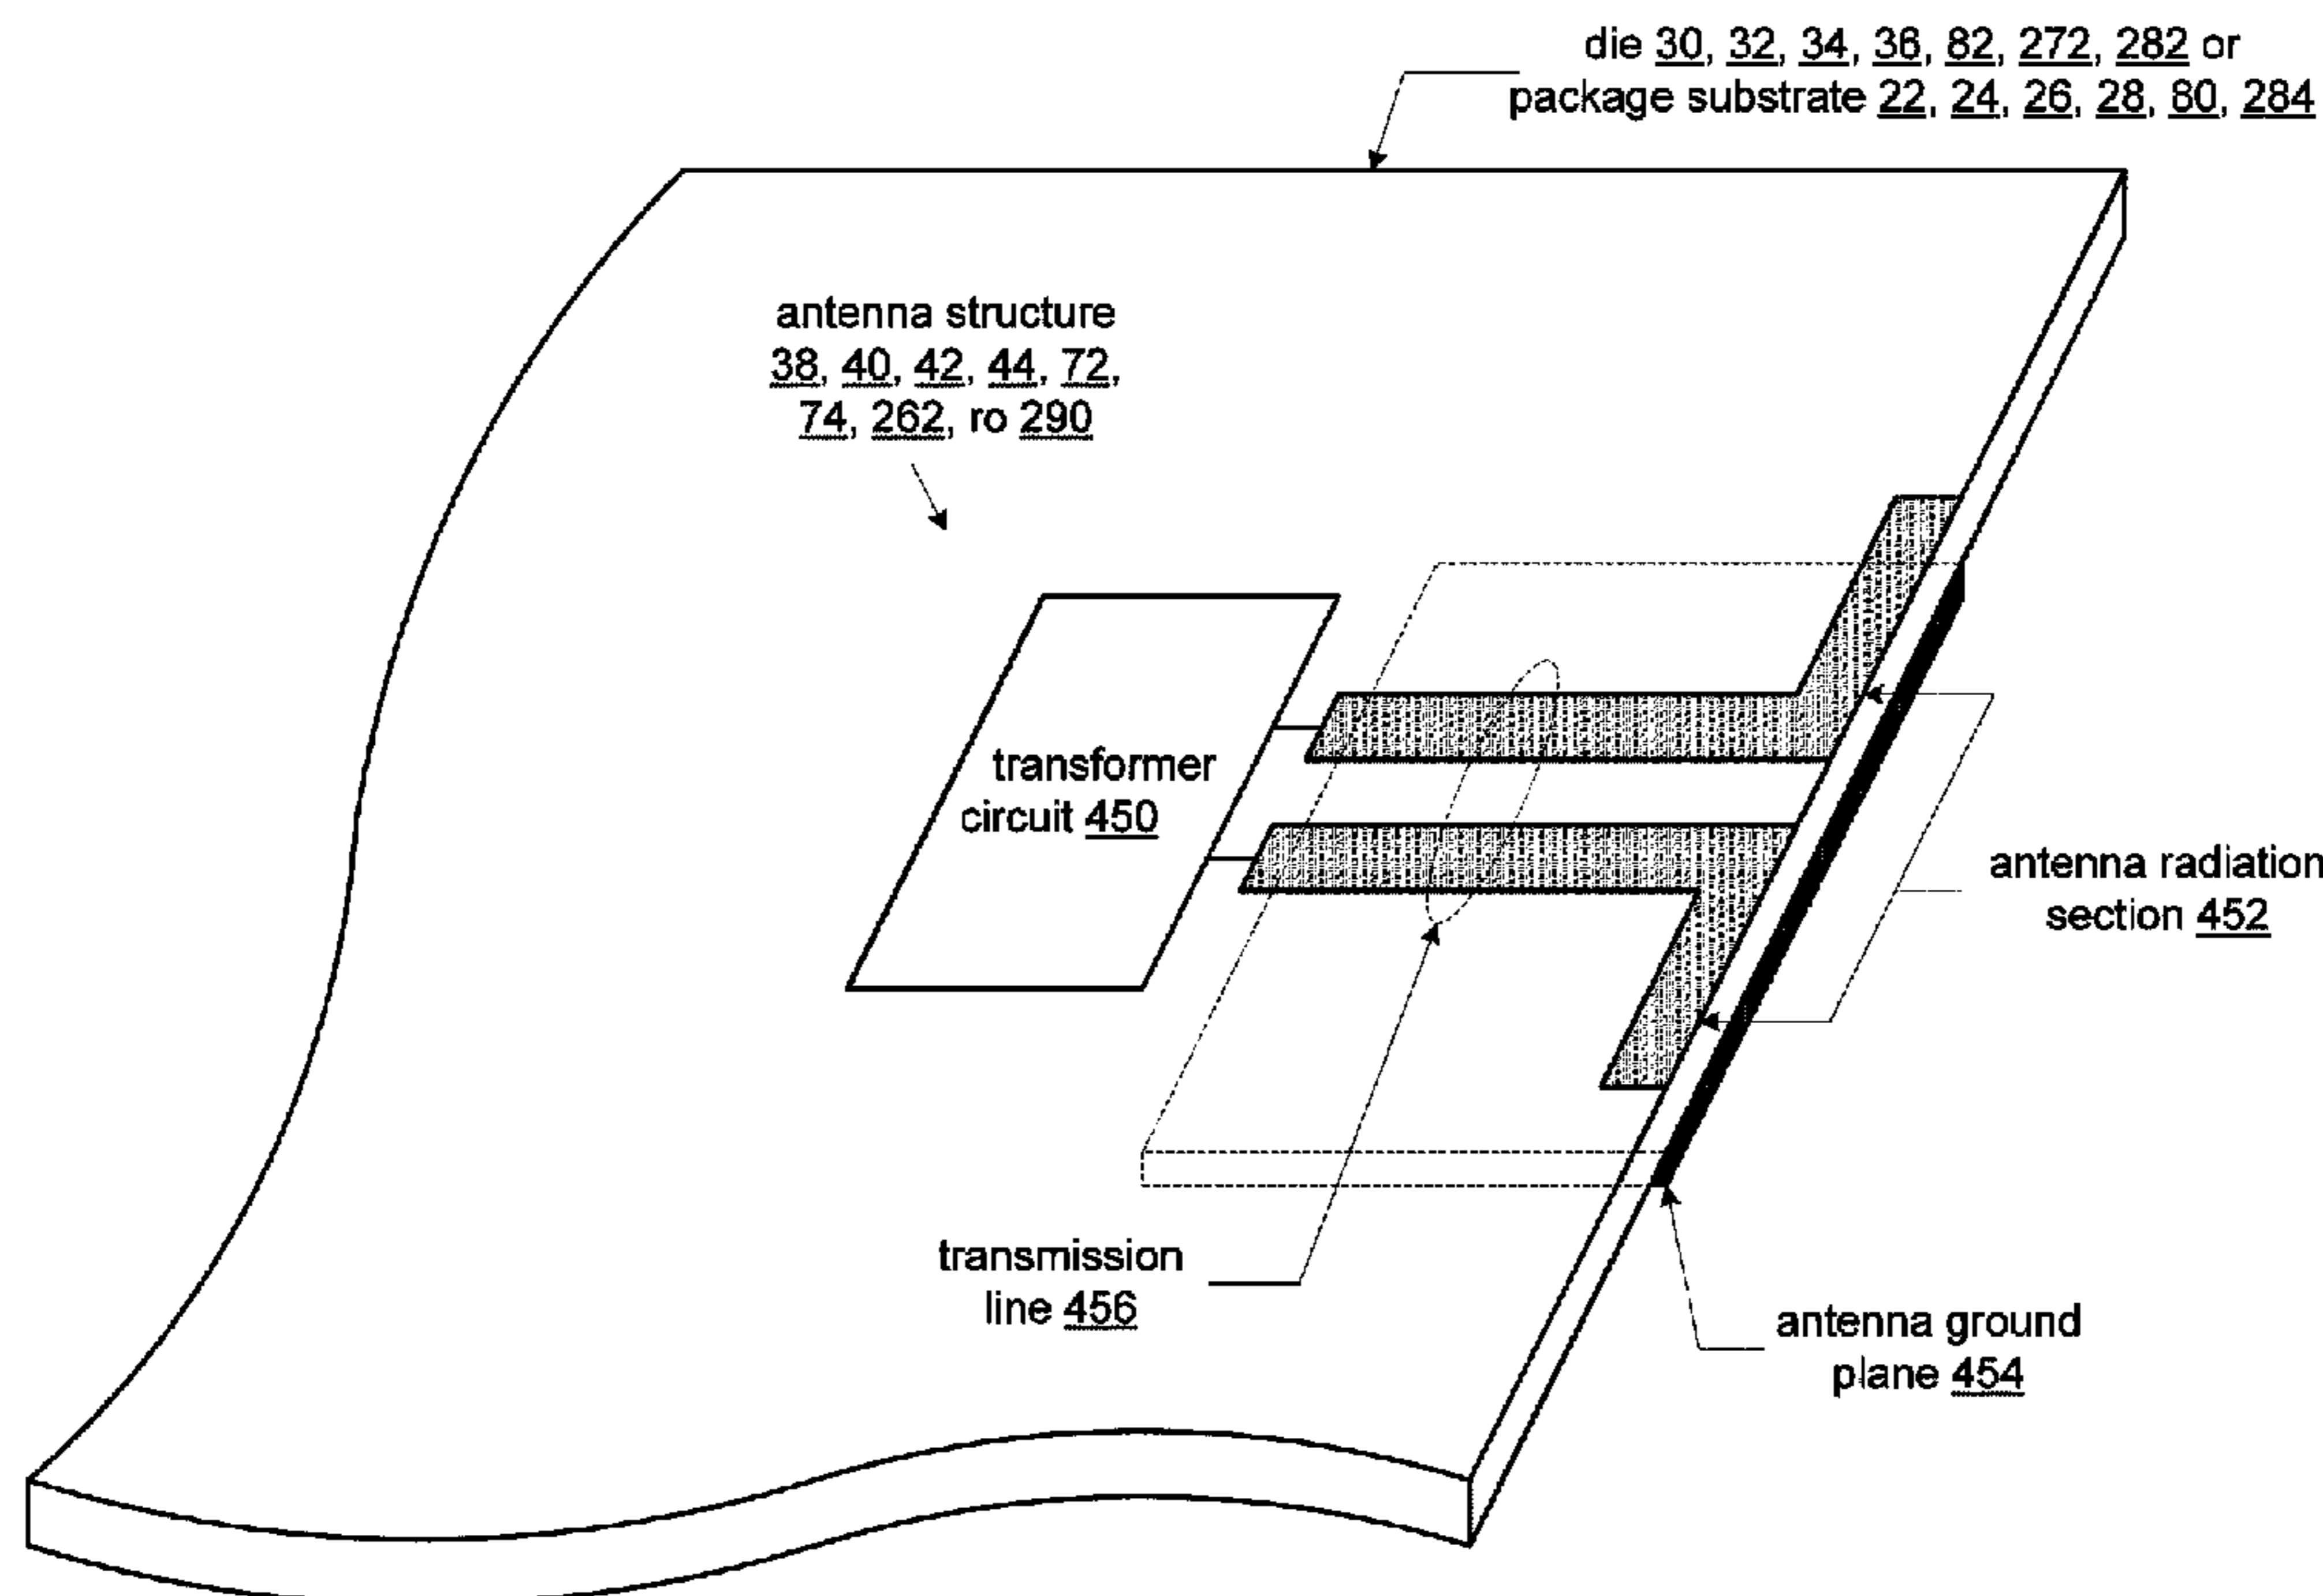 die 30, 32, 34, 36, 82, 272, 282 or
package substrate 22, 24, 26, 28, 80, 284
antenna structure
38, 40, 42, 44, 72,
74, 262, ro 290
transformer
circuit 450
antenna radiation
section 452
transmission
line 456
antenna ground
plane 454